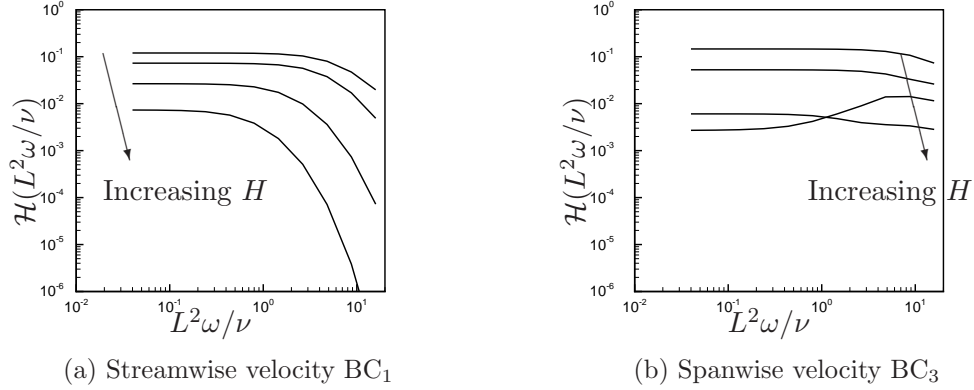 10⁰
10⁻¹
10⁻²
10⁻³
10⁻⁴
10⁻⁵
10⁻⁶
ℋ(L²ω/ν)
Increasing H
10⁻² 10⁻¹ 10⁰ 10¹
L²ω/ν
(a) Streamwise velocity BC₁
10⁰
10⁻¹
10⁻²
10⁻³
10⁻⁴
10⁻⁵
10⁻⁶
ℋ(L²ω/ν)
Increasing H
10⁻² 10⁻¹ 10⁰ 10¹
L²ω/ν
(b) Spanwise velocity BC₃